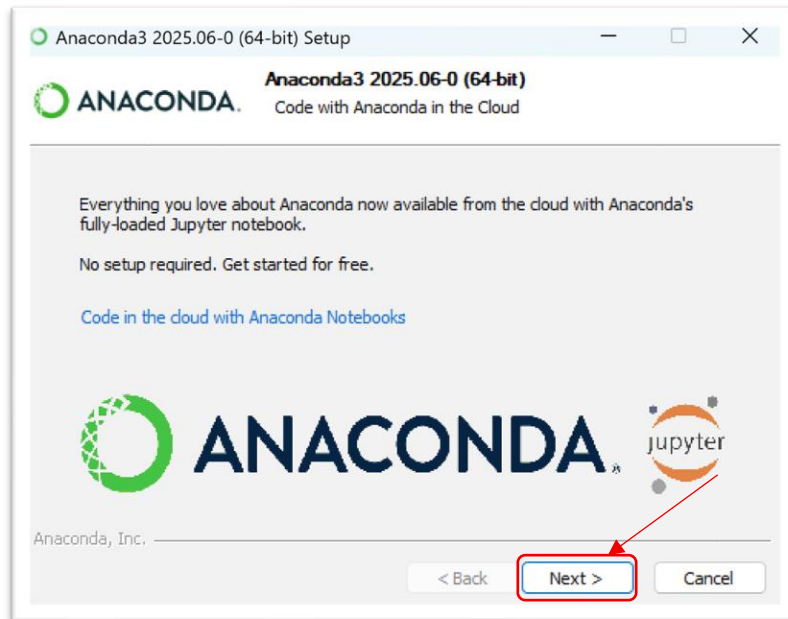 Anaconda3 2025.06-0 (64-bit) Setup
Anaconda3 2025.06-0 (64-bit)
ANACONDA.
Code with Anaconda in the Cloud
Everything you love about Anaconda now available from the cloud with Anaconda's
fully-loaded Jupyter notebook.
No setup required. Get started for free.
Code in the cloud with Anaconda Notebooks
ANACONDA.®
jupyter
Anaconda, Inc.
< Back Next > Cancel